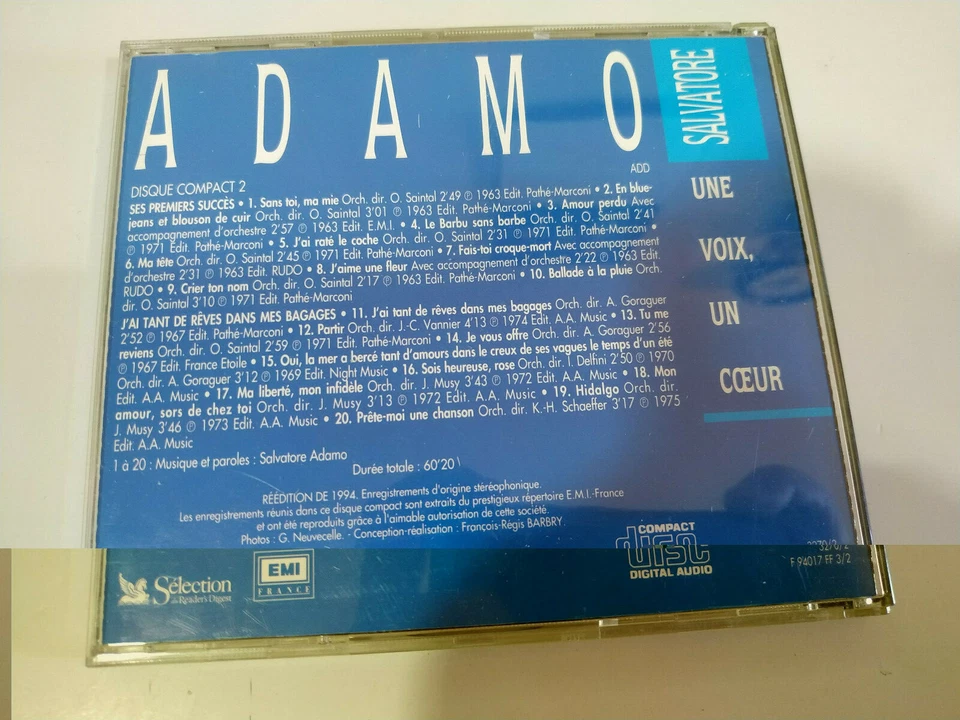 ADAMO
SALVATORE
UNE
VOIX,
UN
CŒUR
ADD
DISQUE COMPACT 2
SES PREMIERS SUCCÈS • 1. Sans toi, ma mie Orch. dir. O. Saintal 2'49 ℗ 1963 Edit. Pathé-Marconi • 2. En blue-
jeans et blouson de cuir Orch. dir. O. Saintal 3'01 ℗ 1963 Edit. Pathé-Marconi • 3. Amour perdu Avec
accompagnement d'orchestre 2'57 ℗ 1963 Edit. E.M.I. • 4. Le Barbu sans barbe Orch. dir. O. Saintal 2'41
℗ 1971 Edit. Pathé-Marconi • 5. J'ai raté le coche Orch. dir. O. Saintal 2'31 ℗ 1971 Edit. Pathé-Marconi •
6. Ma tête Orch. dir. O. Saintal 2'45 ℗ 1971 Edit. Pathé-Marconi • 7. Fais-toi croque-mort Avec accompagnement
d'orchestre 2'31 ℗ 1963 Edit. RUDO • 8. J'aime une fleur Avec accompagnement d'orchestre 2'22 ℗ 1963 Edit.
RUDO • 9. Crier ton nom Orch. dir. O. Saintal 2'17 ℗ 1963 Edit. Pathé-Marconi • 10. Ballade à la pluie Orch.
dir. O. Saintal 3'10 ℗ 1971 Edit. Pathé-Marconi
J'AI TANT DE RÊVES DANS MES BAGAGES • 11. J'ai tant de rêves dans mes bagages Orch. dir. A. Goraguer
2'52 ℗ 1967 Edit. Pathé-Marconi • 12. Partir Orch. dir. J.-C. Vannier 4'13 ℗ 1974 Edit. A.A. Music • 13. Tu me
reviens Orch. dir. O. Saintal 2'59 ℗ 1971 Edit. Pathé-Marconi • 14. Je vous offre Orch. dir. A. Goraguer 2'56
℗ 1967 Edit. France Etoile • 15. Oui, la mer a bercé tant d'amours dans le creux de ses vagues le temps d'un été
Orch. dir. A. Goraguer 3'12 ℗ 1969 Edit. Night Music • 16. Sois heureuse, rose Orch. dir. I. Delfini 2'50 ℗ 1970
Edit. A.A. Music • 17. Ma liberté, mon infidèle Orch. dir. J. Musy 3'43 ℗ 1972 Edit. A.A. Music • 18. Mon
amour, sors de chez toi Orch. dir. J. Musy 3'13 ℗ 1972 Edit. A.A. Music • 19. Hidalgo Orch. dir.
J. Musy 3'46 ℗ 1973 Edit. A.A. Music • 20. Prête-moi une chanson Orch. dir. K.-H. Schaeffer 3'17 ℗ 1975
Edit. A.A. Music
1 à 20 : Musique et paroles : Salvatore Adamo
Durée totale : 60'20
RÉÉDITION DE 1994. Enregistrements d'origine stéréophonique.
Les enregistrements réunis dans ce disque compact sont extraits du prestigieux répertoire E.M.I.-France
et ont été reproduits grâce à l'aimable autorisation de cette société.
Photos : G. Neuvecelle. - Conception-réalisation : François-Régis BARBRY.
Sélection
du Reader's Digest
EMI
FRANCE
COMPACT
disc
DIGITAL AUDIO
F 94017 EF 3/2